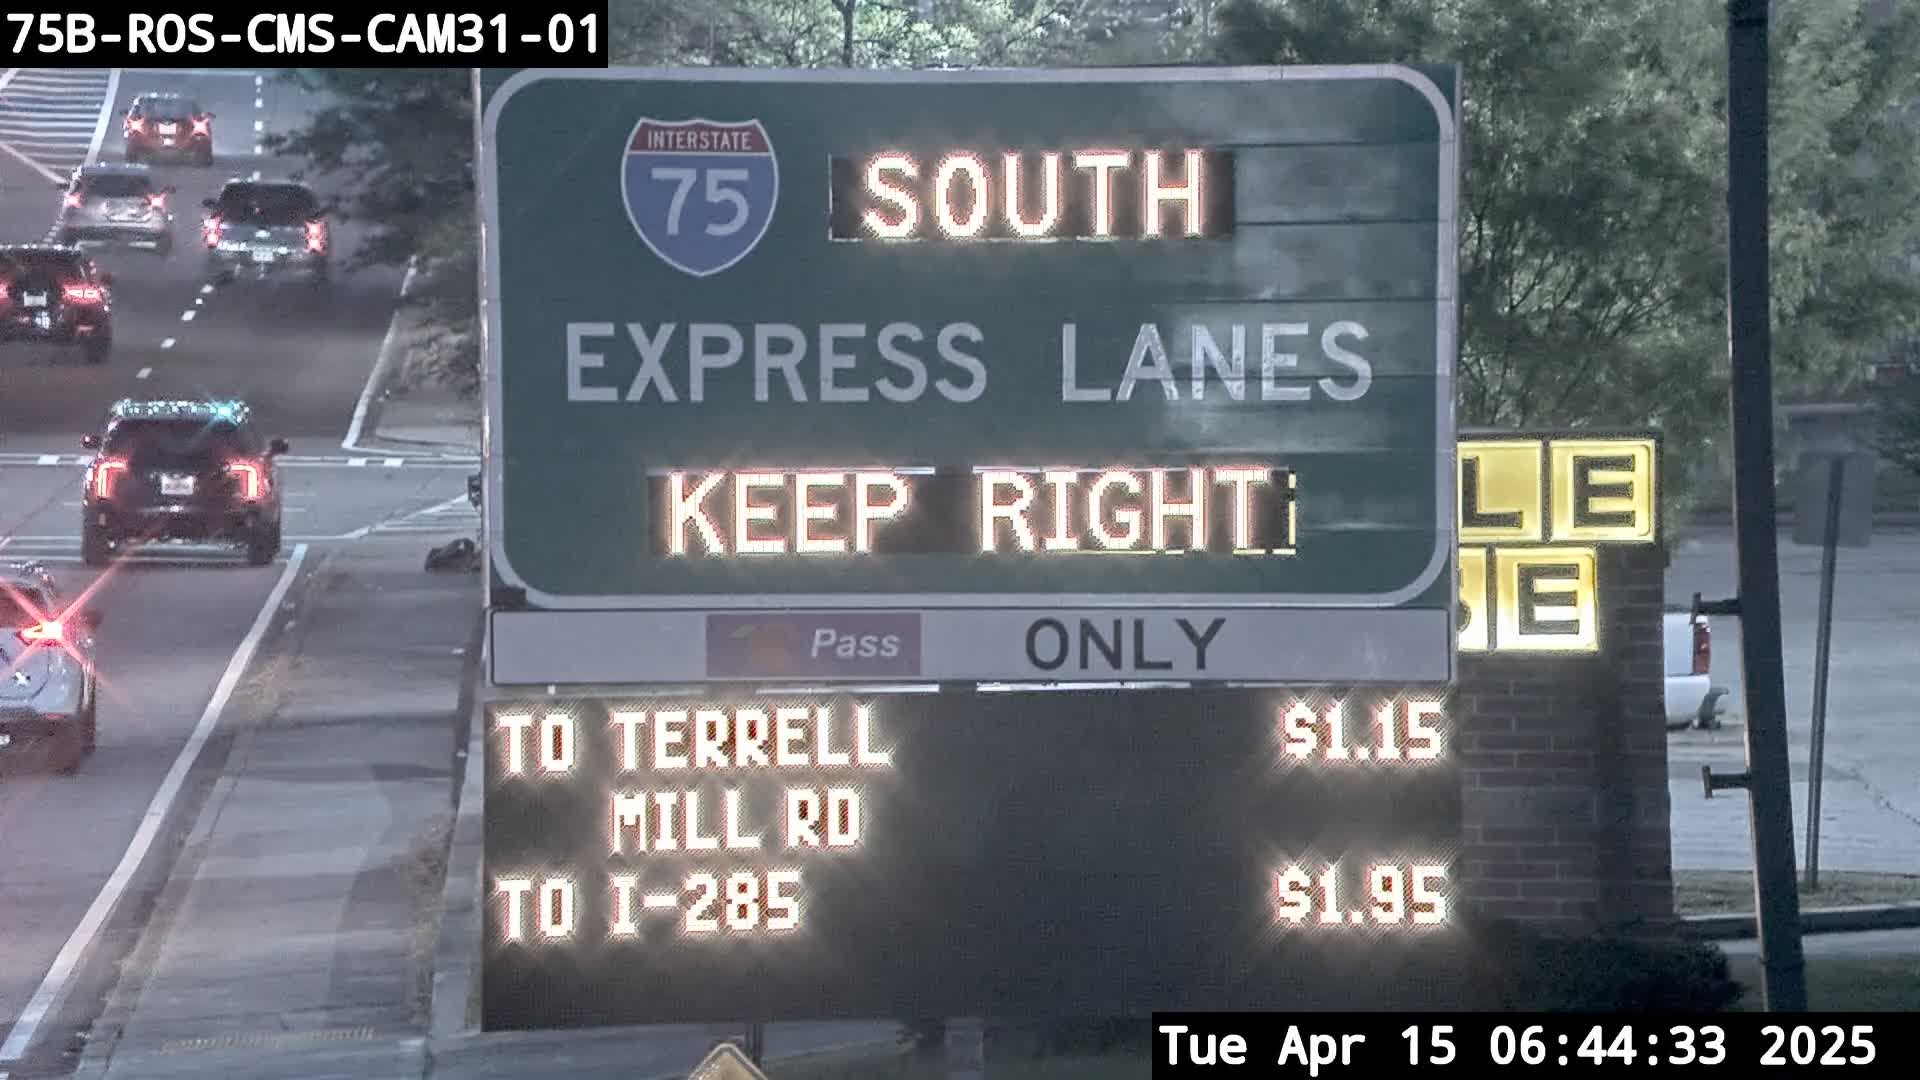 75B-ROS-CMS-CAM31-01
INTERSTATE
75
SOUTH
EXPRESS LANES
KEEP RIGHT
Pass ONLY
TO TERRELL $1.15
MILL RD
TO I-285 $1.95
LE
E
Tue Apr 15 06:44:33 2025